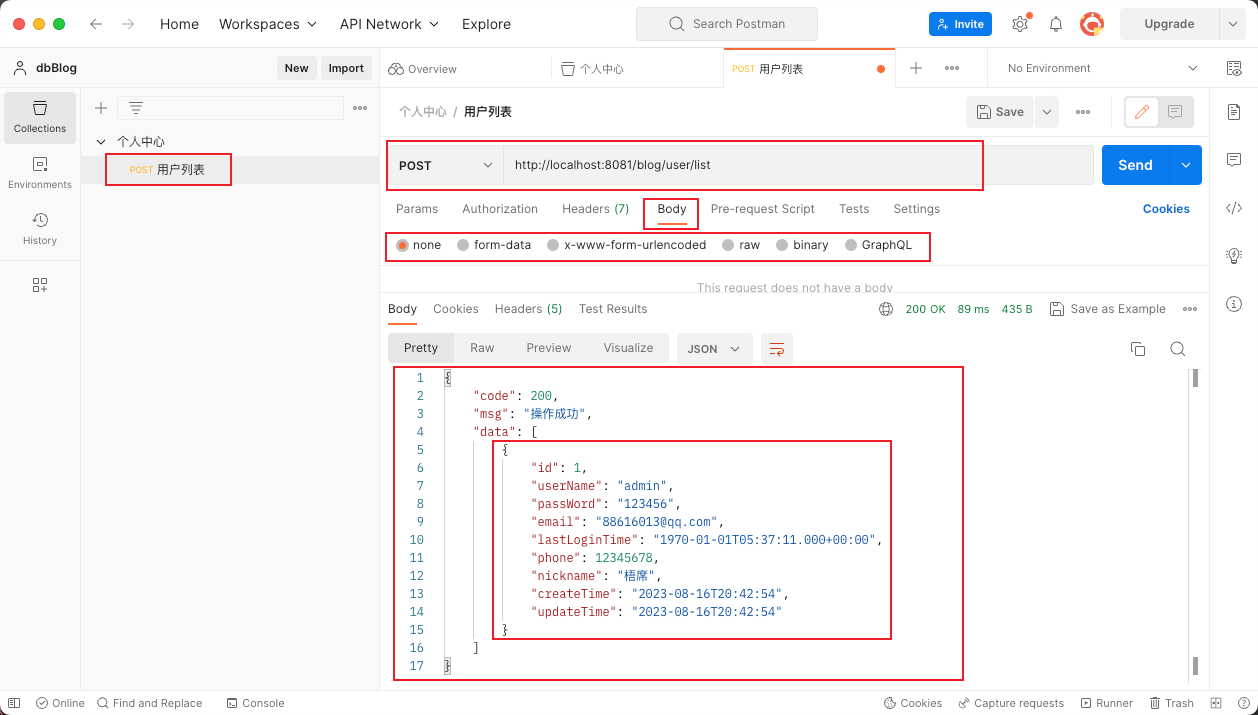 Home Workspaces API Network Explore Search Postman Invite Upgrade
dbBlog New Import Overview 个人中心 POST 用户列表 No Environment
Collections
Environments
History
个人中心
POST 用户列表
个人中心 / 用户列表 Save
POST http://localhost:8081/blog/user/list Send
Params Authorization Headers (7) Body Pre-request Script Tests Settings Cookies
none form-data x-www-form-urlencoded raw binary GraphQL
This request does not have a body
Body Cookies Headers (5) Test Results 200 OK 89 ms 435 B Save as Example
Pretty Raw Preview Visualize JSON
1 {
2 "code": 200,
3 "msg": "操作成功",
4 "data": [
5 {
6 "id": 1,
7 "userName": "admin",
8 "passWord": "123456",
9 "email": "88616013@qq.com",
10 "lastLoginTime": "1970-01-01T05:37:11.000+00:00",
11 "phone": 12345678,
12 "nickname": "梧席",
13 "createTime": "2023-08-16T20:42:54",
14 "updateTime": "2023-08-16T20:42:54"
15 }
16 ]
17 }
Online Find and Replace Console Cookies Capture requests Runner Trash